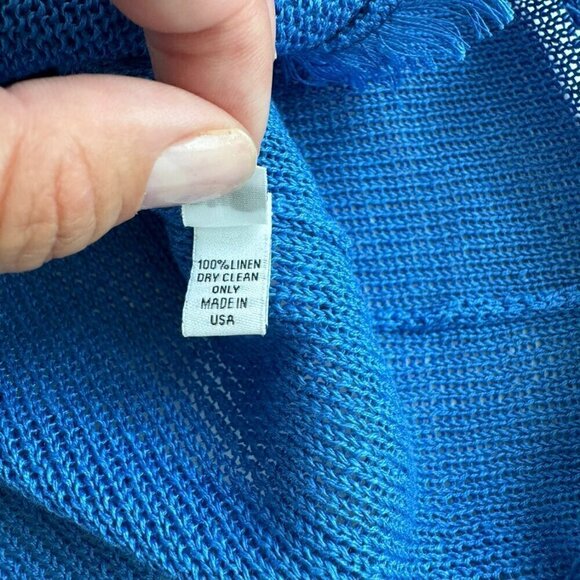 100% LINEN
DRY CLEAN
ONLY
MADE IN
USA